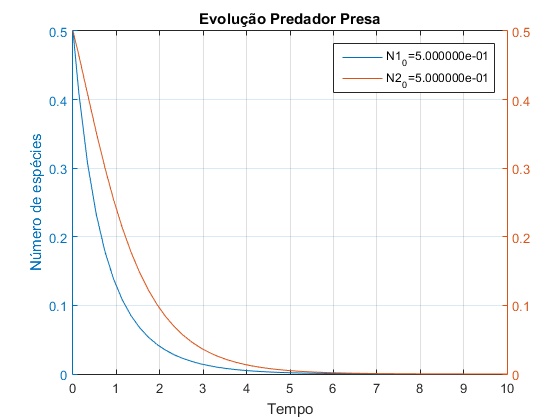 Evolução Predador Presa
N1₀=5.000000e-01
N2₀=5.000000e-01
Número de espécies
0.5
0.4
0.3
0.2
0.1
0
0.5
0.4
0.3
0.2
0.1
0
0 1 2 3 4 5 6 7 8 9 10
Tempo